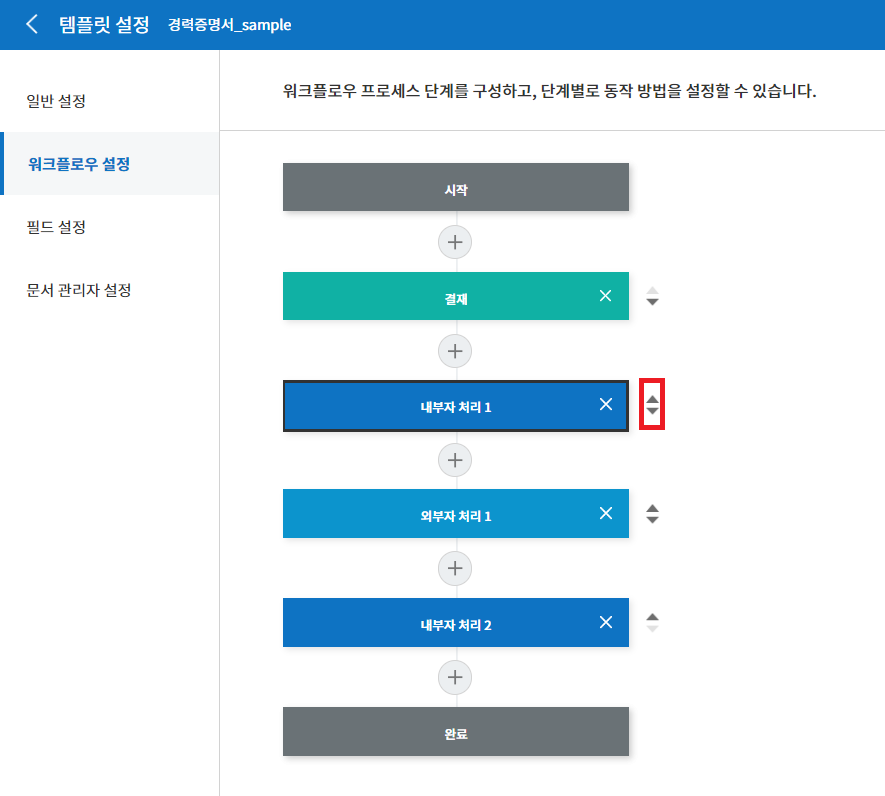 템플릿 설정 경력증명서_sample
일반 설정
워크플로우 설정
필드 설정
문서 관리자 설정
워크플로우 프로세스 단계를 구성하고, 단계별로 동작 방법을 설정할 수 있습니다.
시작
결재
내부자 처리 1
외부자 처리 1
내부자 처리 2
완료